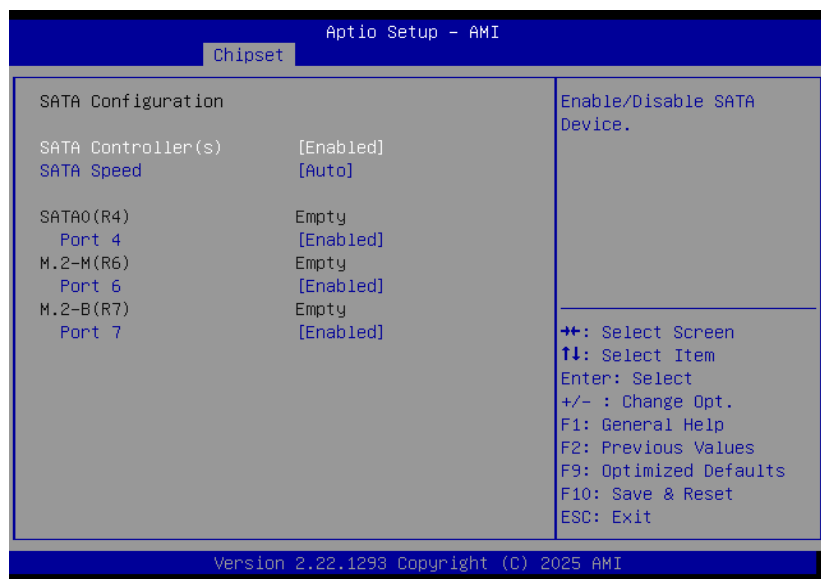 Aptio Setup – AMI
Chipset
SATA Configuration
SATA Controller(s) [Enabled]
SATA Speed [Auto]
SATA0(R4) Empty
Port 4 [Enabled]
M.2-M(R6) Empty
Port 6 [Enabled]
M.2-B(R7) Empty
Port 7 [Enabled]
Enable/Disable SATA
Device.
→←: Select Screen
↑↓: Select Item
Enter: Select
+/- : Change Opt.
F1: General Help
F2: Previous Values
F9: Optimized Defaults
F10: Save & Reset
ESC: Exit
Version 2.22.1293 Copyright (C) 2025 AMI